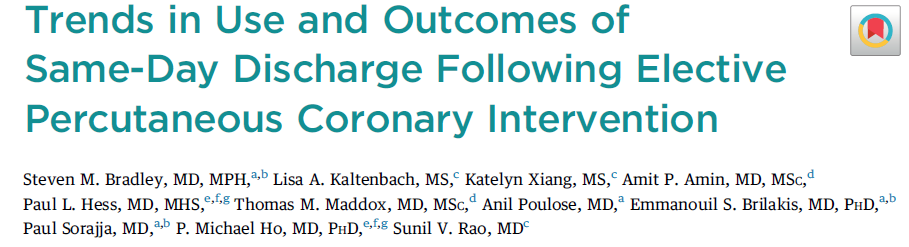 Trends in Use and Outcomes of
Same-Day Discharge Following Elective
Percutaneous Coronary Intervention
Steven M. Bradley, MD, MPH,a,b Lisa A. Kaltenbach, MS,c Katelyn Xiang, MS,c Amit P. Amin, MD, MSc,d
Paul L. Hess, MD, MHS,e,f,g Thomas M. Maddox, MD, MSc,d Anil Poulose, MD,a Emmanouil S. Brilakis, MD, PhD,a,b
Paul Sorajja, MD,a,b P. Michael Ho, MD, PhD,e,f,g Sunil V. Rao, MDc